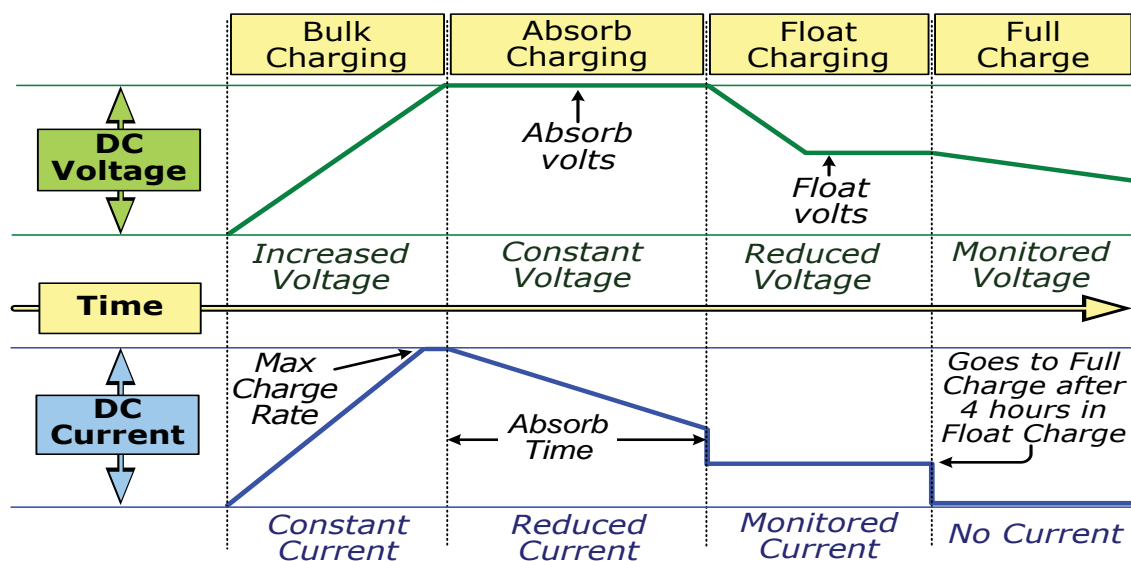 Bulk
Charging
Absorb
Charging
Float
Charging
Full
Charge
DC
Voltage
Absorb
volts
Float
volts
Increased
Voltage
Constant
Voltage
Reduced
Voltage
Monitored
Voltage
Time
DC
Current
Max
Charge
Rate
Absorb
Time
Goes to Full
Charge after
4 hours in
Float Charge
Constant
Current
Reduced
Current
Monitored
Current
No Current